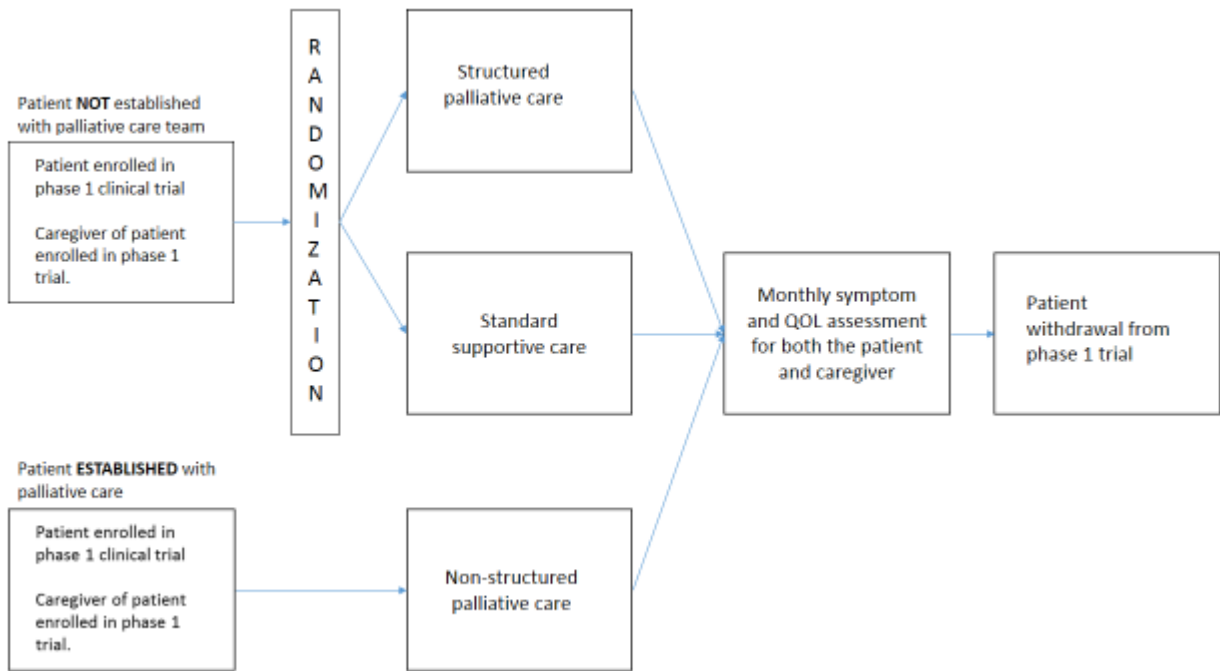 Patient NOT established
with palliative care team
Patient enrolled in
phase 1 clinical trial
Caregiver of patient
enrolled in phase 1
trial.
R
A
N
D
O
M
I
Z
A
T
I
O
N
Structured
palliative care
Standard
supportive care
Monthly symptom
and QOL assessment
for both the patient
and caregiver
Patient
withdrawal from
phase 1 trial
Patient ESTABLISHED with
palliative care
Patient enrolled in
phase 1 clinical trial
Caregiver of patient
enrolled in phase 1
trial.
Non-structured
palliative care